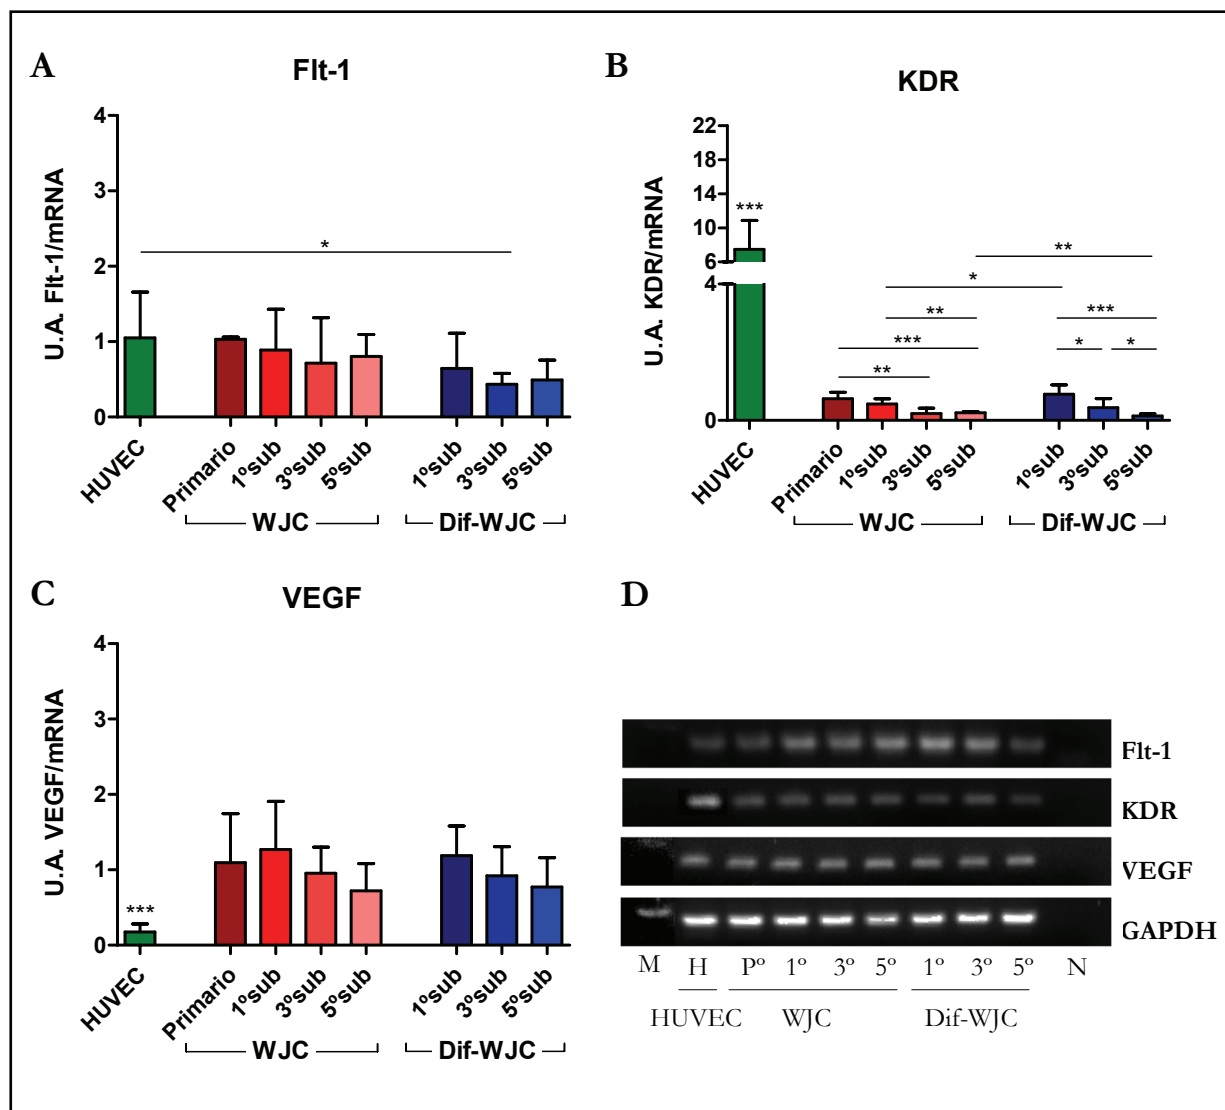 A
Flt-1
U.A. Flt-1/mRNA
4
3
2
1
0
*
HUVEC
Primario
1ºsub
3ºsub
5ºsub
1ºsub
3ºsub
5ºsub
WJC
Dif-WJC
B
KDR
U.A. KDR/mRNA
22
18
14
10
6
4
0
***
**
*
**
***
***
*
*
**
HUVEC
Primario
1ºsub
3ºsub
5ºsub
1ºsub
3ºsub
5ºsub
WJC
Dif-WJC
C
VEGF
U.A. VEGF/mRNA
4
3
2
1
0
***
HUVEC
Primario
1ºsub
3ºsub
5ºsub
1ºsub
3ºsub
5ºsub
WJC
Dif-WJC
D
Flt-1
KDR
VEGF
GAPDH
M H Pº 1º 3º 5º 1º 3º 5º N
HUVEC WJC Dif-WJC